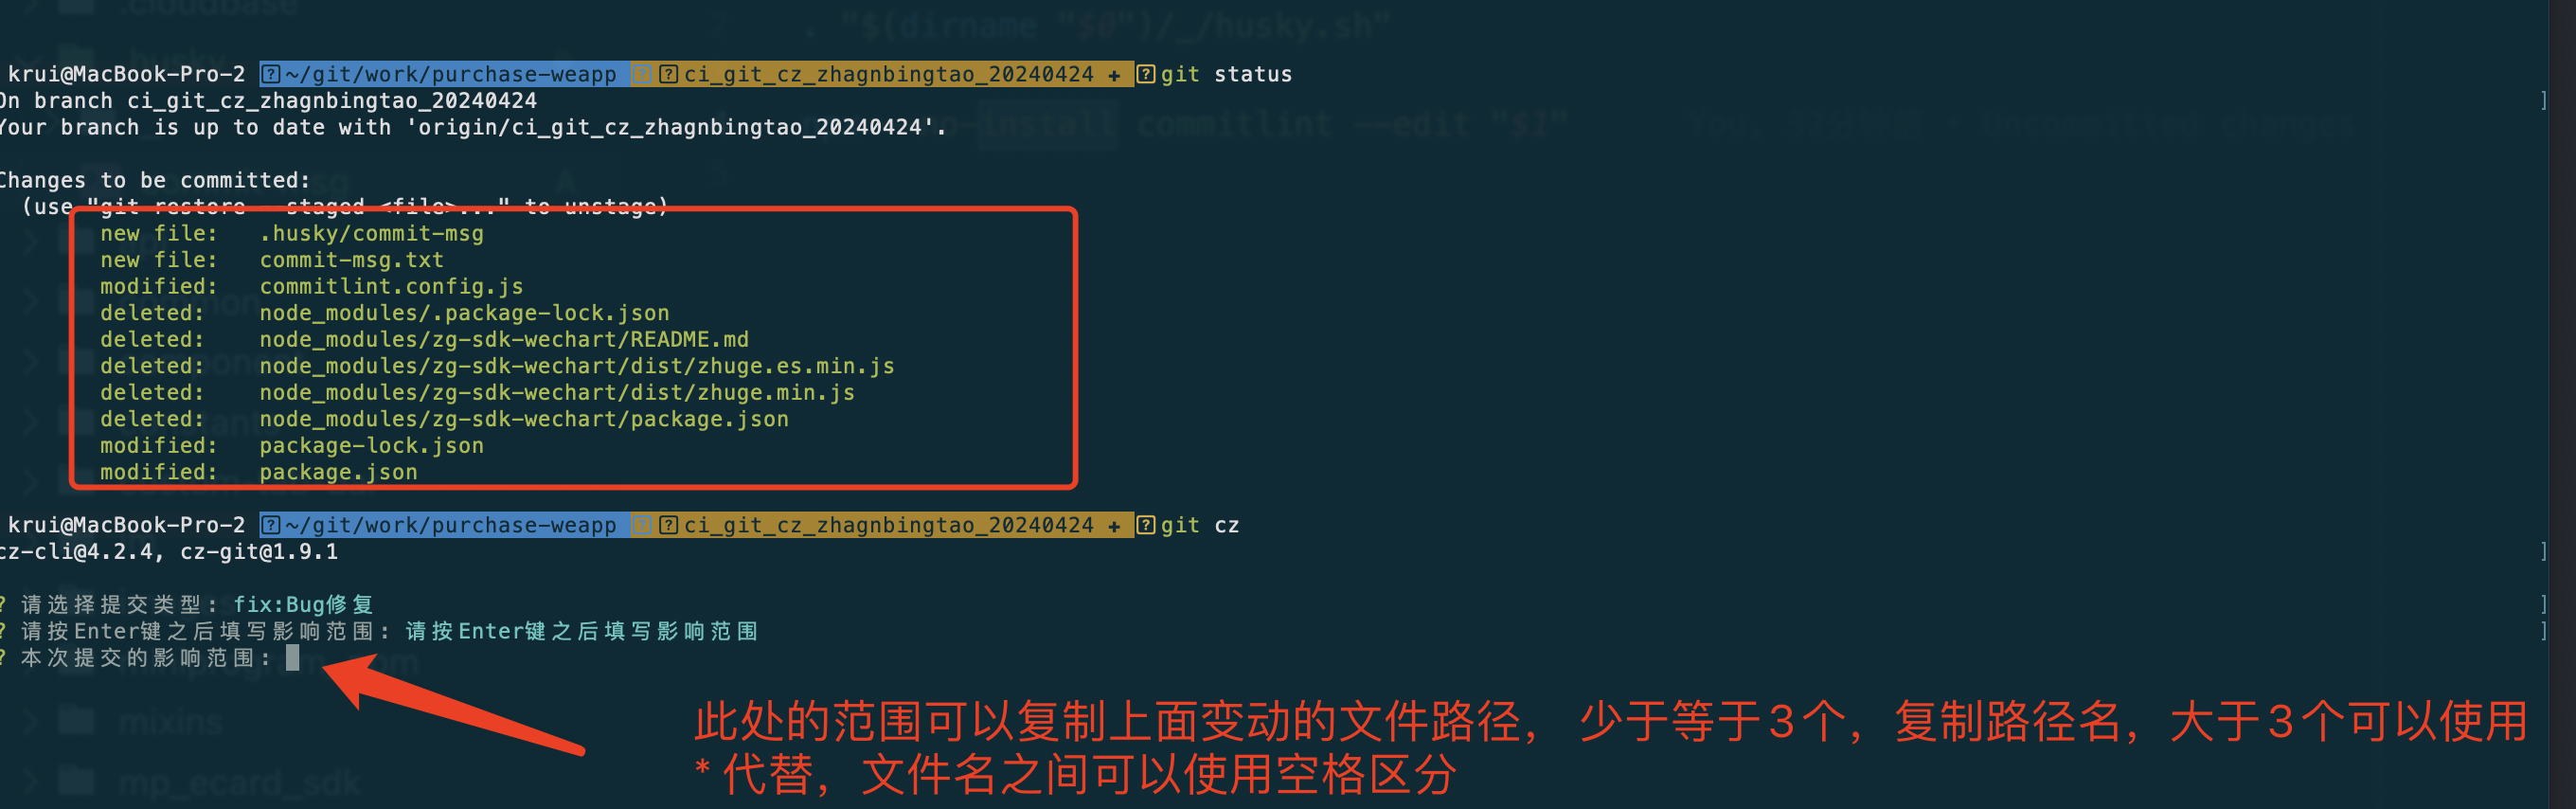 . "$(dirname "$0")/_/husky.sh"
krui@MacBook-Pro-2 ~/git/work/purchase-weapp ci_git_cz_zhagnbingtao_20240424 + git status
On branch ci_git_cz_zhagnbingtao_20240424
Your branch is up to date with 'origin/ci_git_cz_zhagnbingtao_20240424'.
install commitlint --edit "$1"
Changes to be committed:
(use "git restore --staged <file>..." to unstage)
new file: .husky/commit-msg
new file: commit-msg.txt
modified: commitlint.config.js
deleted: node_modules/.package-lock.json
deleted: node_modules/zg-sdk-wechart/README.md
deleted: node_modules/zg-sdk-wechart/dist/zhuge.es.min.js
deleted: node_modules/zg-sdk-wechart/dist/zhuge.min.js
deleted: node_modules/zg-sdk-wechart/package.json
modified: package-lock.json
modified: package.json
krui@MacBook-Pro-2 ~/git/work/purchase-weapp ci_git_cz_zhagnbingtao_20240424 + git cz
cz-cli@4.2.4, cz-git@1.9.1
? 请选择提交类型: fix:Bug修复
? 请按Enter键之后填写影响范围: 请按Enter键之后填写影响范围
? 本次提交的影响范围:
此处的范围可以复制上面变动的文件路径，少于等于3个，复制路径名，大于3个可以使用
*代替，文件名之间可以使用空格区分
mixins
mp_ecard_sdk